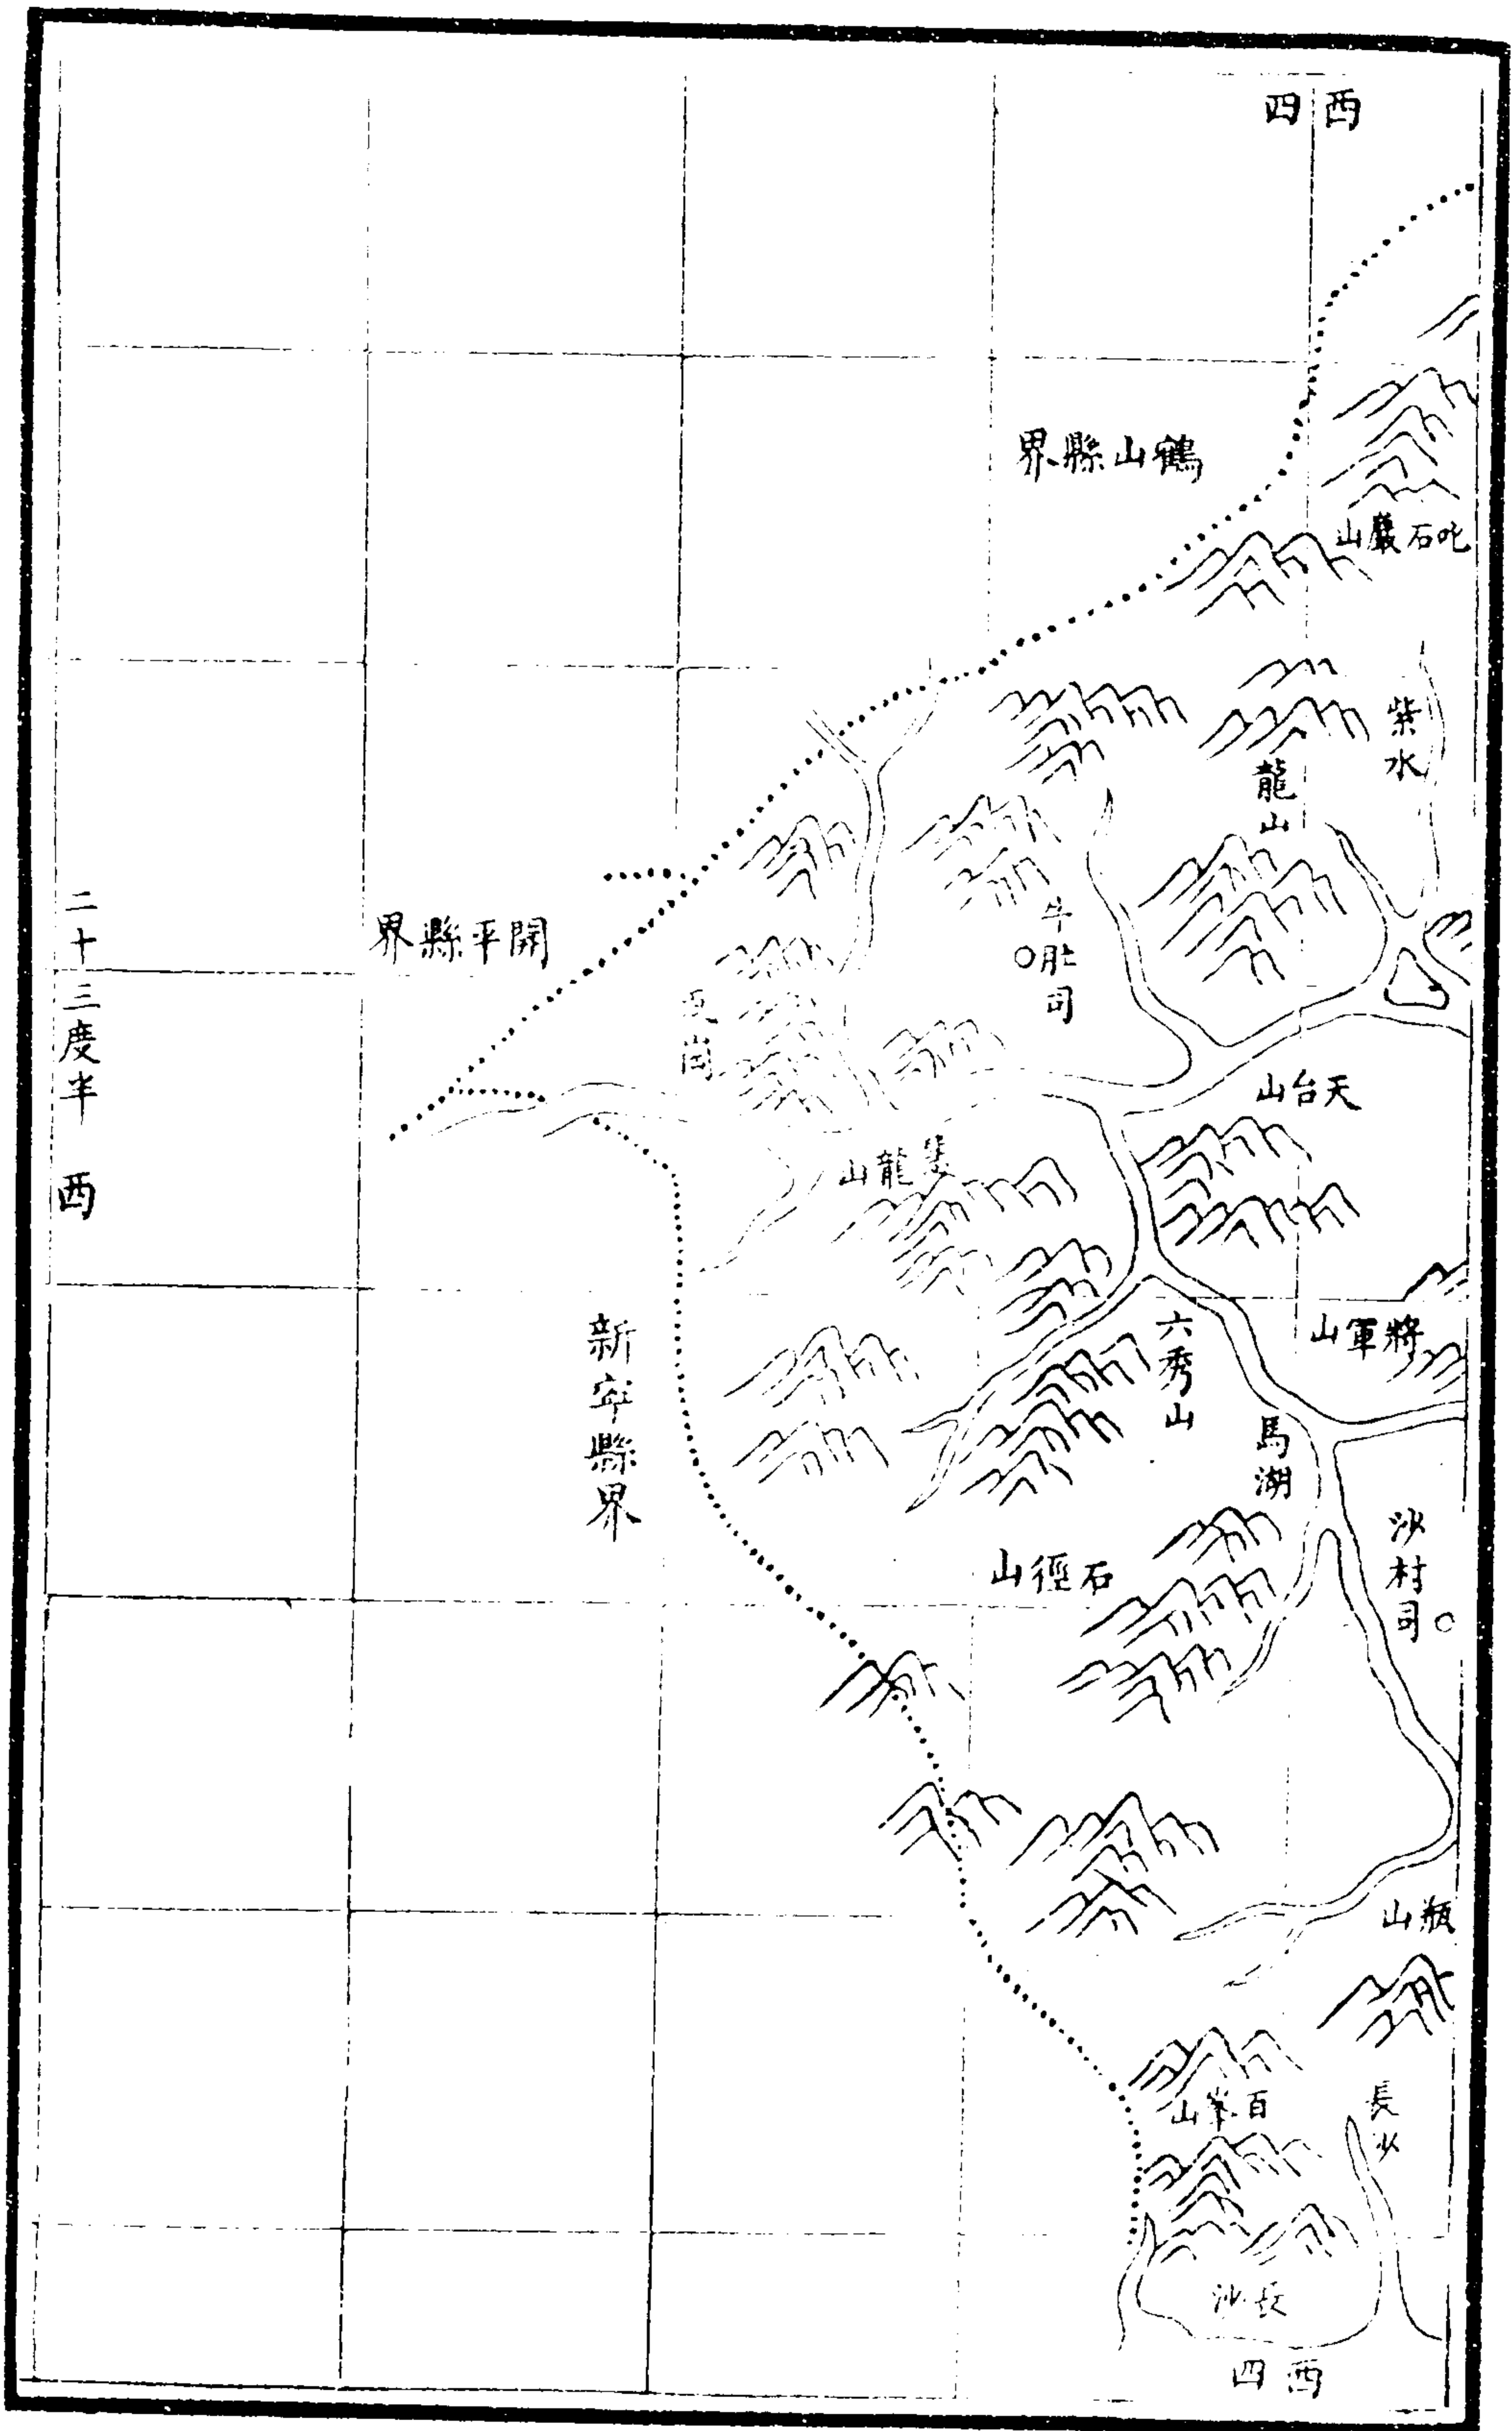 西四
鶴山縣界
吒石巖山
紫水
龍山
牛肚司
開平縣界
二十三度半 西
天台山
雙龍山
將軍山
六秀山
新寧縣界
馬湖
沙村司
石徑山
瓶山
百峯山
長沙
長沙
西四